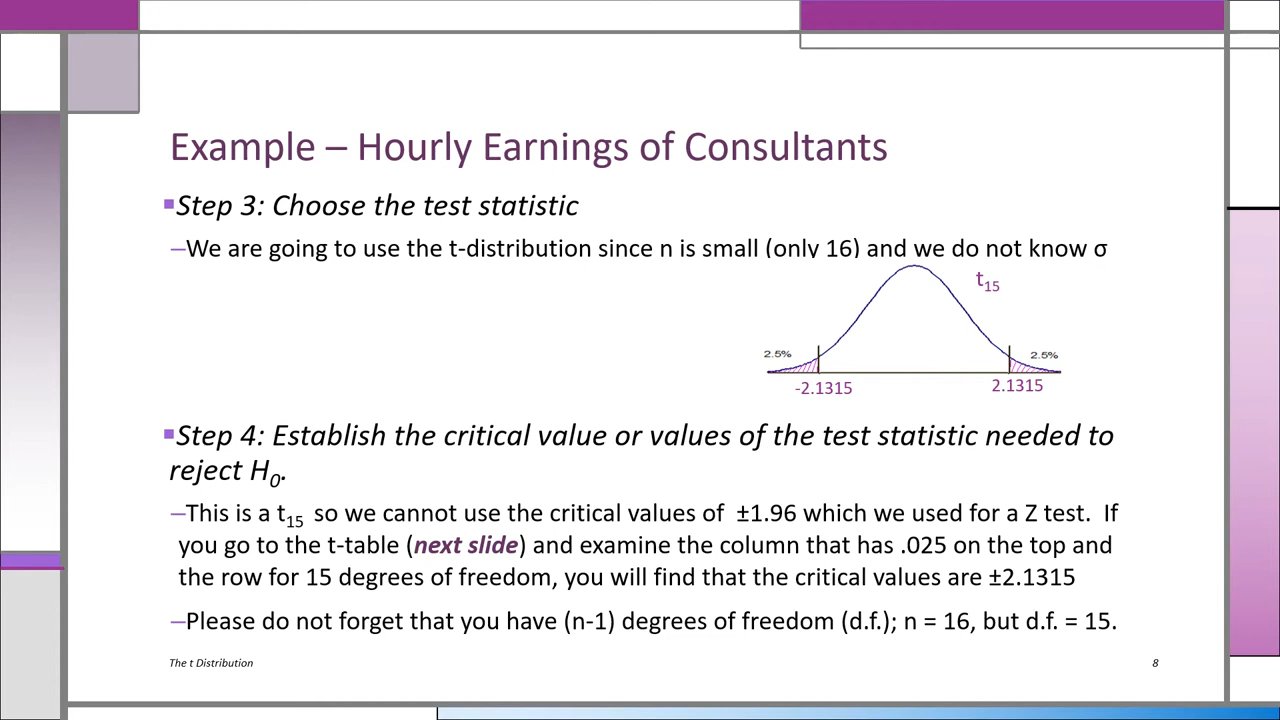 Example – Hourly Earnings of Consultants
▪Step 3: Choose the test statistic
–We are going to use the t-distribution since n is small (only 16) and we do not know σ
t15
2.5%
2.5%
-2.1315
2.1315
▪Step 4: Establish the critical value or values of the test statistic needed to
reject H0.
–This is a t15 so we cannot use the critical values of ±1.96 which we used for a Z test. If
you go to the t-table (next slide) and examine the column that has .025 on the top and
the row for 15 degrees of freedom, you will find that the critical values are ±2.1315
–Please do not forget that you have (n-1) degrees of freedom (d.f.); n = 16, but d.f. = 15.
The t Distribution
8